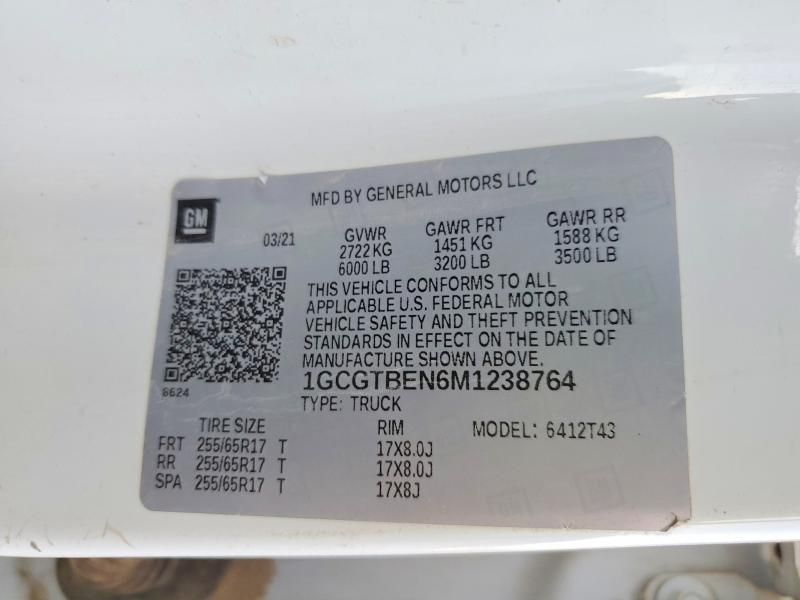 MFD BY GENERAL MOTORS LLC
GM
03/21
GVWR GAWR FRT GAWR RR
2722 KG 1451 KG 1588 KG
6000 LB 3200 LB 3500 LB
THIS VEHICLE CONFORMS TO ALL
APPLICABLE U.S. FEDERAL MOTOR
VEHICLE SAFETY AND THEFT PREVENTION
STANDARDS IN EFFECT ON THE DATE OF
MANUFACTURE SHOWN ABOVE.
1GCGTBEN6M1238764
6624
TYPE: TRUCK
TIRE SIZE RIM MODEL: 6412T43
FRT 255/65R17 T 17X8.0J
RR 255/65R17 T 17X8.0J
SPA 255/65R17 T 17X8J